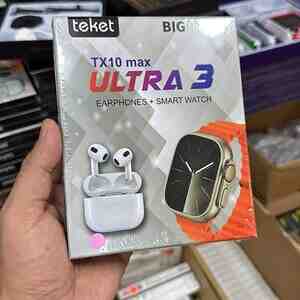 teket
BIG
TX10 max
ULTRA 3
EARPHONES + SMART WATCH